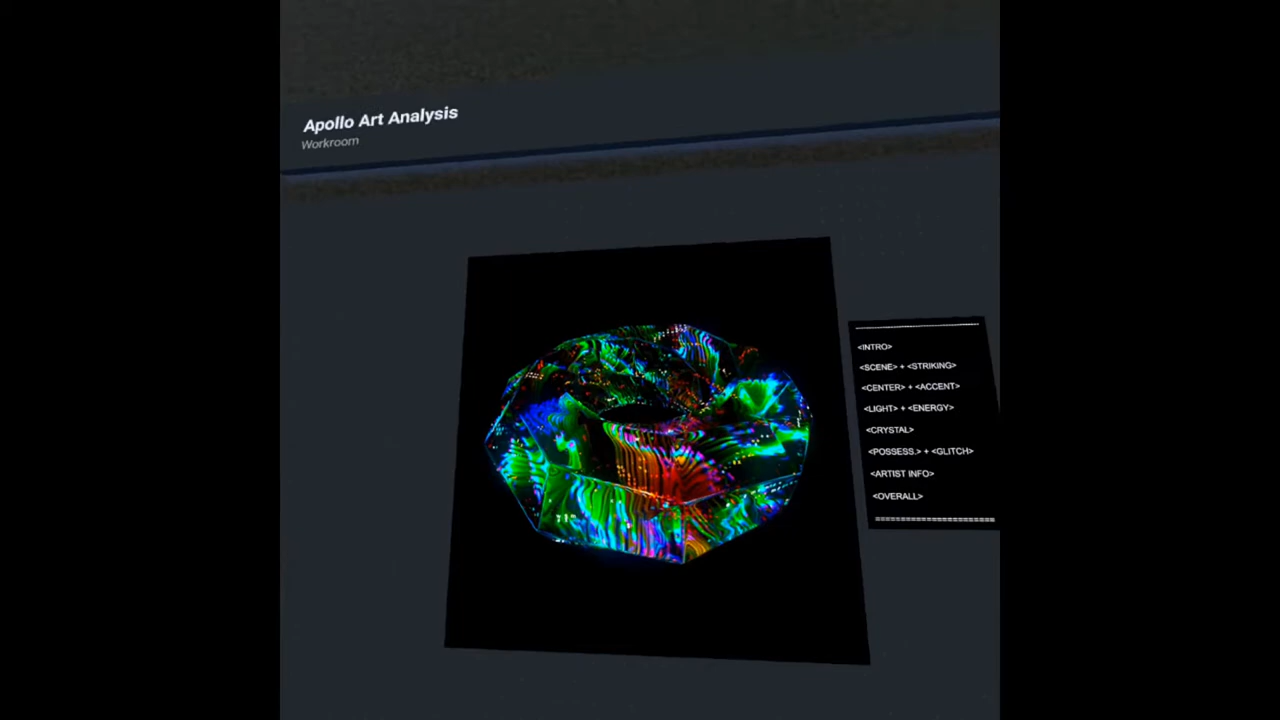 Apollo Art Analysis
Workroom
<INTRO>
<SCENE> + <STRIKING>
<CENTER> + <ACCENT>
<LIGHT> + <ENERGY>
<CRYSTAL>
<POSSESS.> + <GLITCH>
<ARTIST INFO>
<OVERALL>